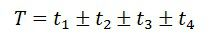 T = t₁ ± t₂ ± t₃ ± t₄